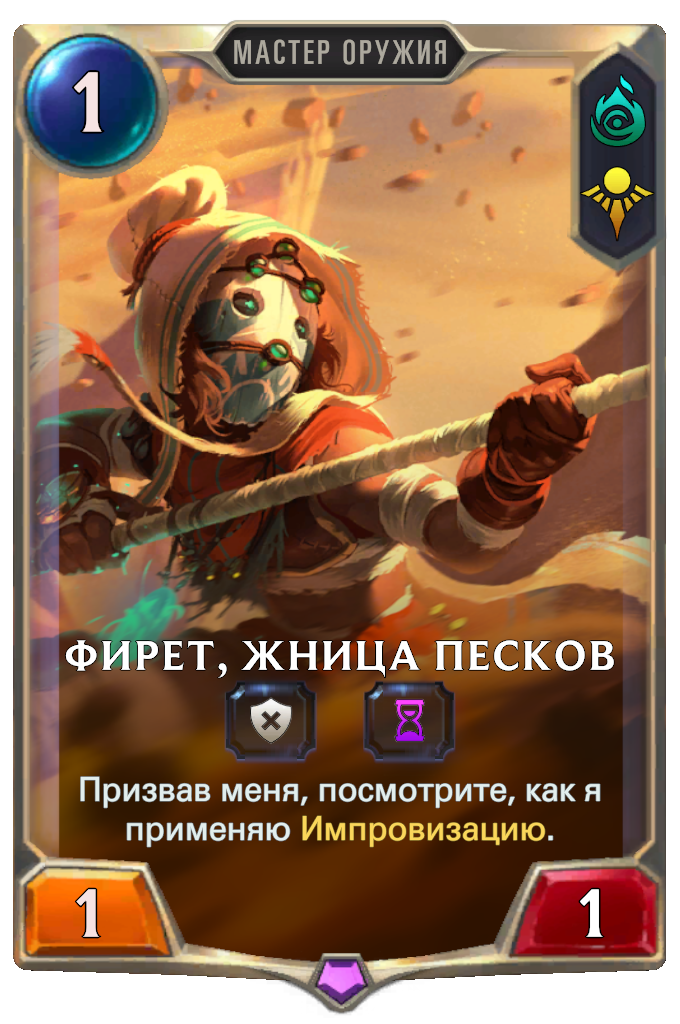 МАСТЕР ОРУЖИЯ
1
ФИРЕТ, ЖНИЦА ПЕСКОВ
Призвав меня, посмотрите, как я
применяю Импровизацию.
1
1